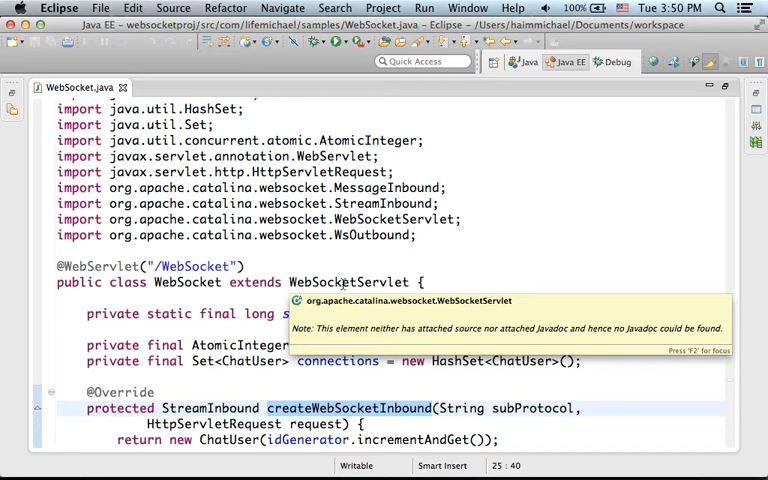 Eclipse File Edit Source Refactor Navigate Search Project Run Window Help 100% Tue 3:50 PM
Java EE - websocketproj/src/com/lifemichael/samples/WebSocket.java - Eclipse - /Users/haimmichael/Documents/workspace
Quick Access Java Java EE Debug
WebSocket.java
import java.util.HashSet;
import java.util.Set;
import java.util.concurrent.atomic.AtomicInteger;
import javax.servlet.annotation.WebServlet;
import javax.servlet.http.HttpServletRequest;
import org.apache.catalina.websocket.MessageInbound;
import org.apache.catalina.websocket.StreamInbound;
import org.apache.catalina.websocket.WebSocketServlet;
import org.apache.catalina.websocket.WsOutbound;
@WebServlet("/WebSocket")
public class WebSocket extends WebSocketServlet {
org.apache.catalina.websocket.WebSocketServlet
private static final long s
Note: This element neither has attached source nor attached Javadoc and hence no Javadoc could be found.
private final AtomicInteger
Press 'F2' for focus
private final Set<ChatUser> connections = new HashSet<ChatUser>();
@Override
protected StreamInbound createWebSocketInbound(String subProtocol,
HttpServletRequest request) {
return new ChatUser(idGenerator.incrementAndGet());
Writable Smart Insert 25 : 40